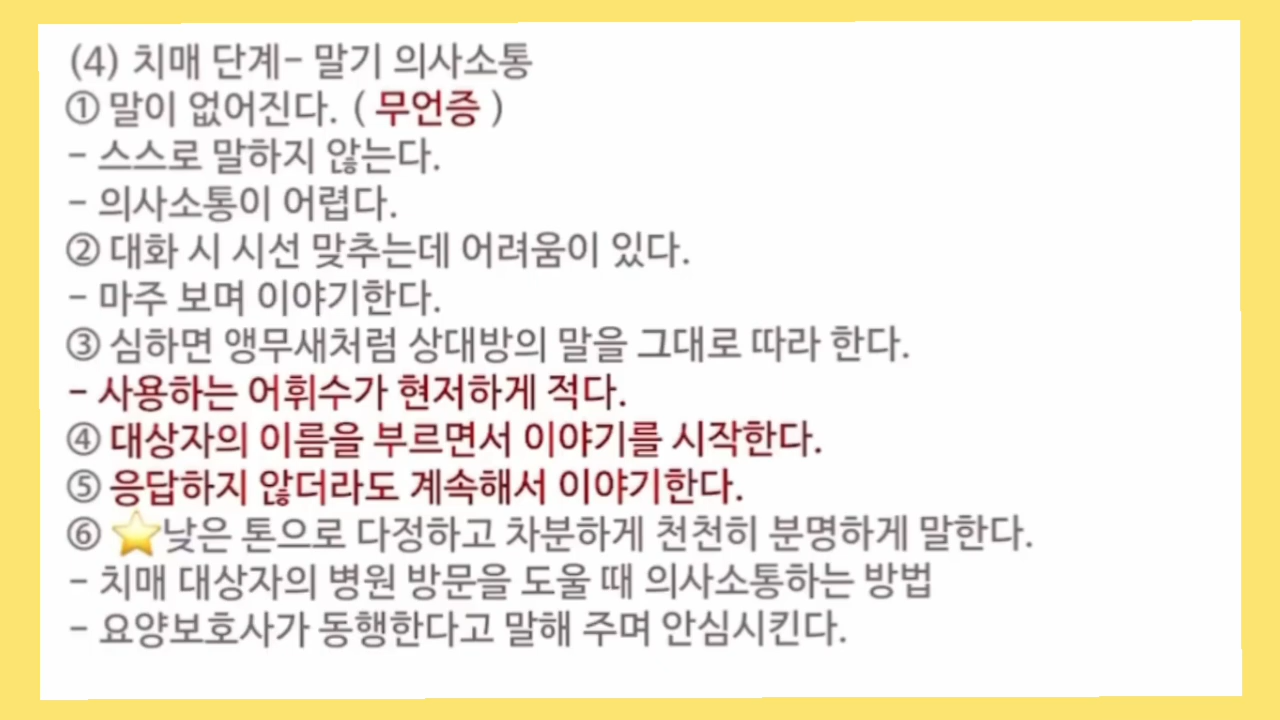 (4) 치매 단계- 말기 의사소통
① 말이 없어진다. ( 무언증 )
- 스스로 말하지 않는다.
- 의사소통이 어렵다.
② 대화 시 시선 맞추는데 어려움이 있다.
- 마주 보며 이야기한다.
③ 심하면 앵무새처럼 상대방의 말을 그대로 따라 한다.
- 사용하는 어휘수가 현저하게 적다.
④ 대상자의 이름을 부르면서 이야기를 시작한다.
⑤ 응답하지 않더라도 계속해서 이야기한다.
⑥ ⭐낮은 톤으로 다정하고 차분하게 천천히 분명하게 말한다.
- 치매 대상자의 병원 방문을 도울 때 의사소통하는 방법
- 요양보호사가 동행한다고 말해 주며 안심시킨다.